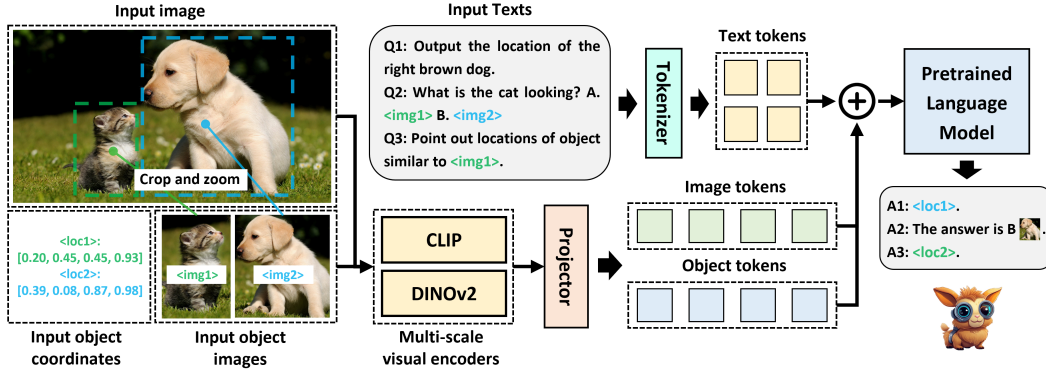 Input image
Crop and zoom
<loc1>:
[0.20, 0.45, 0.45, 0.93]
<loc2>:
[0.39, 0.08, 0.87, 0.98]
Input object
coordinates
<img1>
<img2>
Input object
images
Input Texts
Q1: Output the location of the
right brown dog.
Q2: What is the cat looking? A.
<img1> B. <img2>
Q3: Point out locations of object
similar to <img1>.
CLIP
DINOv2
Multi-scale
visual encoders
Projector
Tokenizer
Text tokens
Image tokens
Object tokens
Pretrained
Language
Model
A1: <loc1>.
A2: The answer is B .
A3: <loc2>.